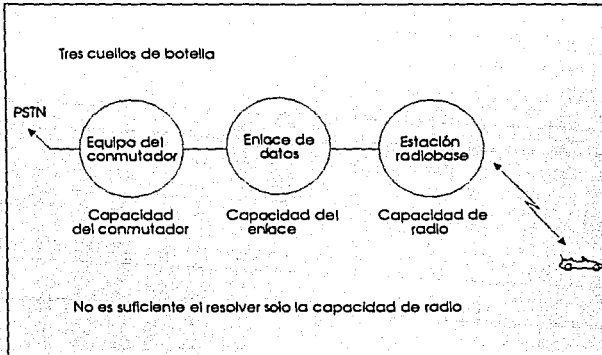 Tres cuellos de botella
PSTN
Equipo del
conmutador
Enlace de
datos
Estación
radiobase
Capacidad
del conmutador
Capacidad del
enlace
Capacidad de
radio
No es suficiente el resolver solo la capacidad de radio